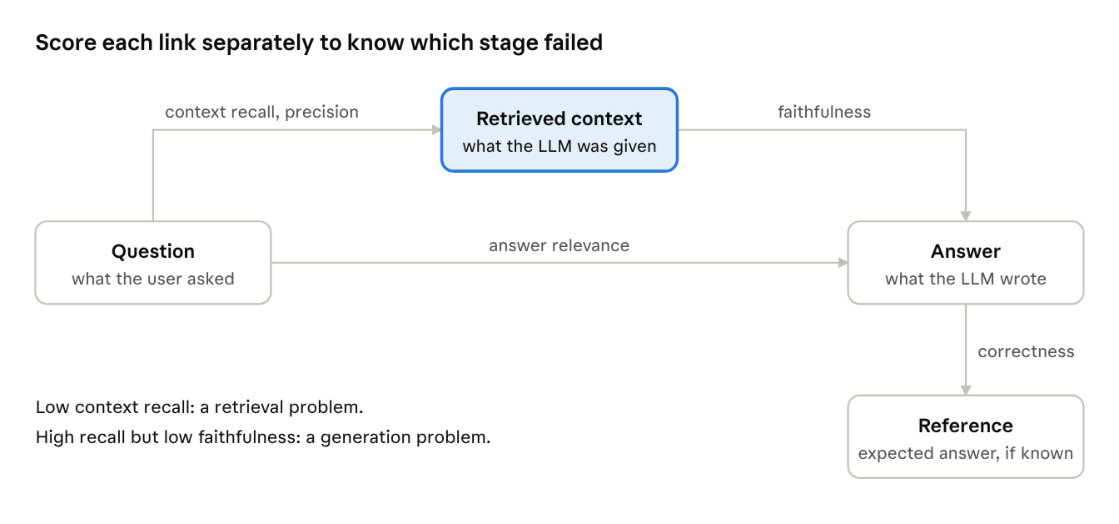 Score each link separately to know which stage failed
context recall, precision
Retrieved context
what the LLM was given
faithfulness
Question
what the user asked
answer relevance
Answer
what the LLM wrote
correctness
Low context recall: a retrieval problem.
High recall but low faithfulness: a generation problem.
Reference
expected answer, if known